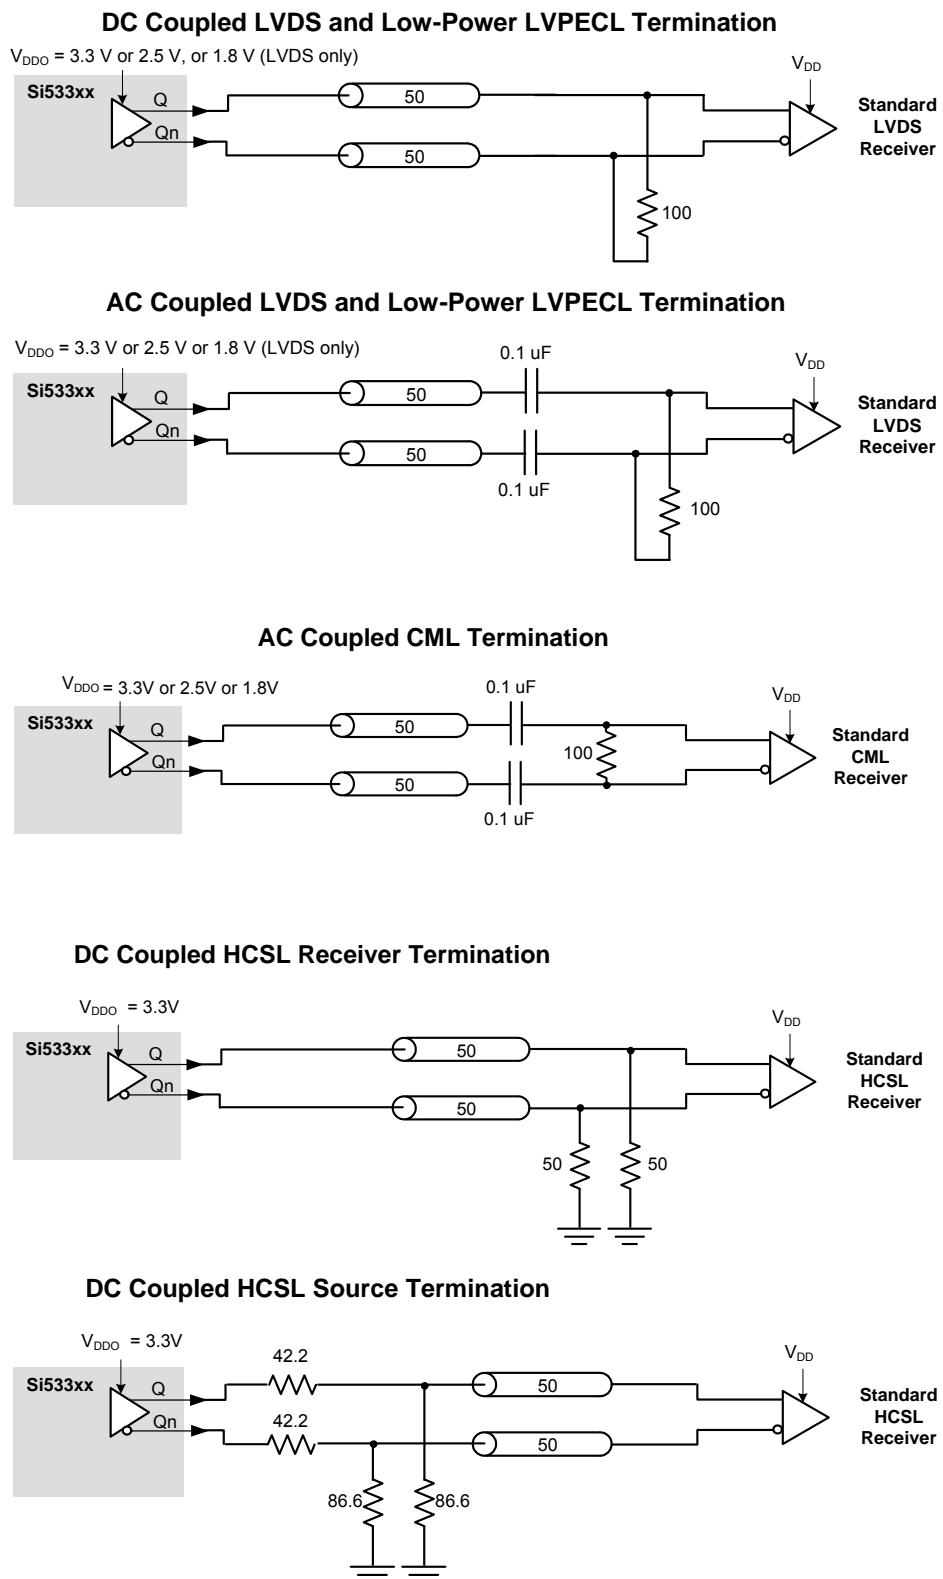 DC Coupled LVDS and Low-Power LVPECL Termination
VDDO = 3.3 V or 2.5 V, or 1.8 V (LVDS only)
Si533xx
Q
Qn
50
50
100
VDD
Standard
LVDS
Receiver
AC Coupled LVDS and Low-Power LVPECL Termination
VDDO = 3.3 V or 2.5 V or 1.8 V (LVDS only)
Si533xx
Q
Qn
50
50
0.1 uF
0.1 uF
100
VDD
Standard
LVDS
Receiver
AC Coupled CML Termination
VDDO = 3.3V or 2.5V or 1.8V
Si533xx
Q
Qn
50
50
0.1 uF
0.1 uF
100
VDD
Standard
CML
Receiver
DC Coupled HCSL Receiver Termination
VDDO = 3.3V
Si533xx
Q
Qn
50
50
50
50
VDD
Standard
HCSL
Receiver
DC Coupled HCSL Source Termination
VDDO = 3.3V
Si533xx
Q
Qn
42.2
42.2
86.6
86.6
50
50
VDD
Standard
HCSL
Receiver